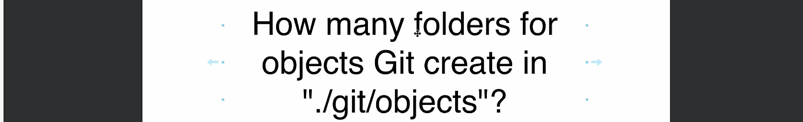 How many folders for
objects Git create in
"./git/objects"?